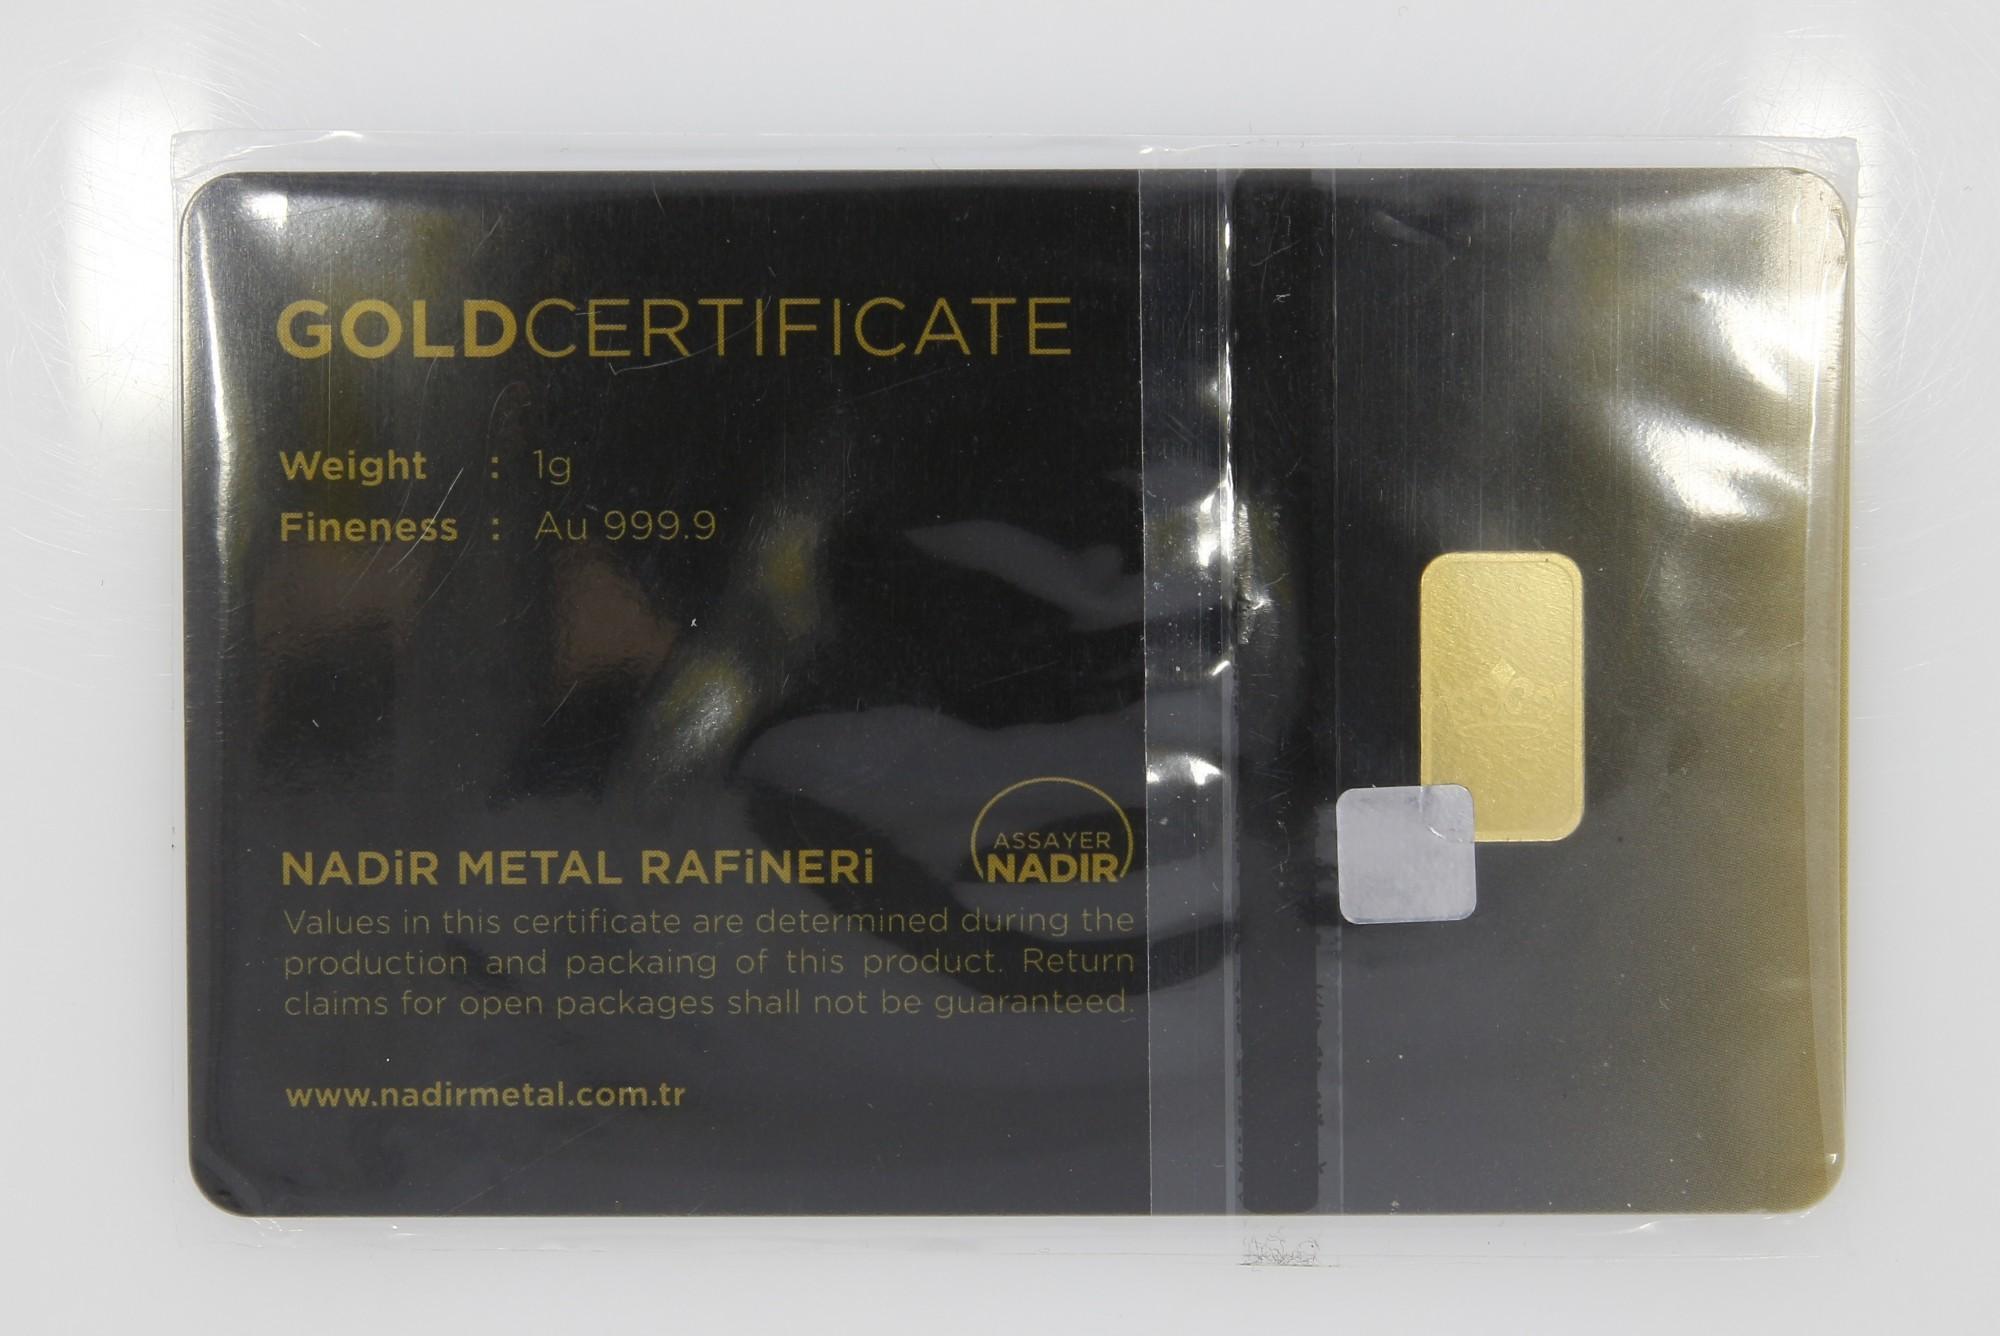 GOLDCERTIFICATE
Weight : 1g
Fineness : Au 999.9
ASSAYER
NADIR
NADiR METAL RAFiNERi
Values in this certificate are determined during the
production and packaing of this product. Return
claims for open packages shall not be guaranteed.
www.nadirmetal.com.tr